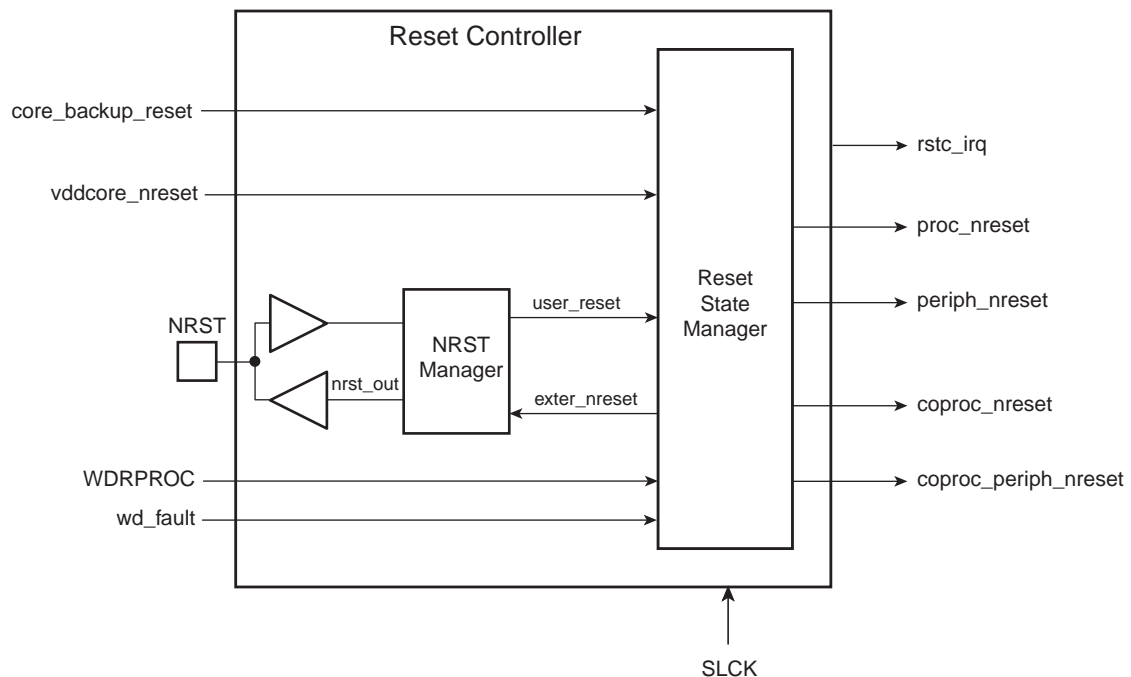 Reset Controller
core_backup_reset
rstc_irq
vddcore_nreset
proc_nreset
Reset
State
Manager
periph_nreset
user_reset
NRST
NRST
Manager
nrst_out
exter_nreset
coproc_nreset
WDRPROC
coproc_periph_nreset
wd_fault
SLCK